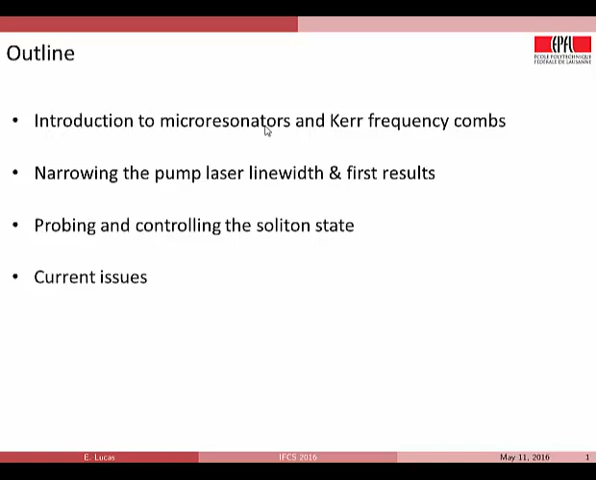 Outline
EPFL
ÉCOLE POLYTECHNIQUE
FÉDÉRALE DE LAUSANNE
• Introduction to microresonators and Kerr frequency combs
• Narrowing the pump laser linewidth & first results
• Probing and controlling the soliton state
• Current issues
E. Lucas
IFCS 2016
May 11, 2016
1